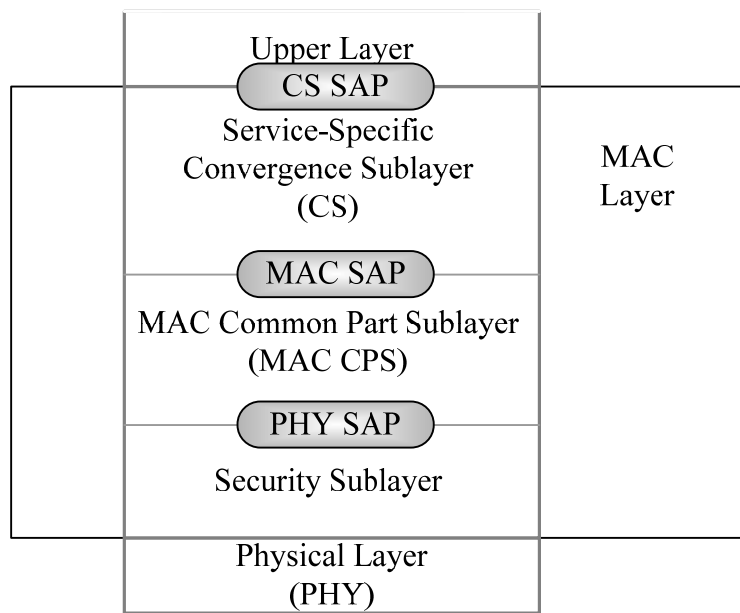 Upper Layer
CS SAP
Service-Specific
Convergence Sublayer
(CS)
MAC
Layer
MAC SAP
MAC Common Part Sublayer
(MAC CPS)
PHY SAP
Security Sublayer
Physical Layer
(PHY)